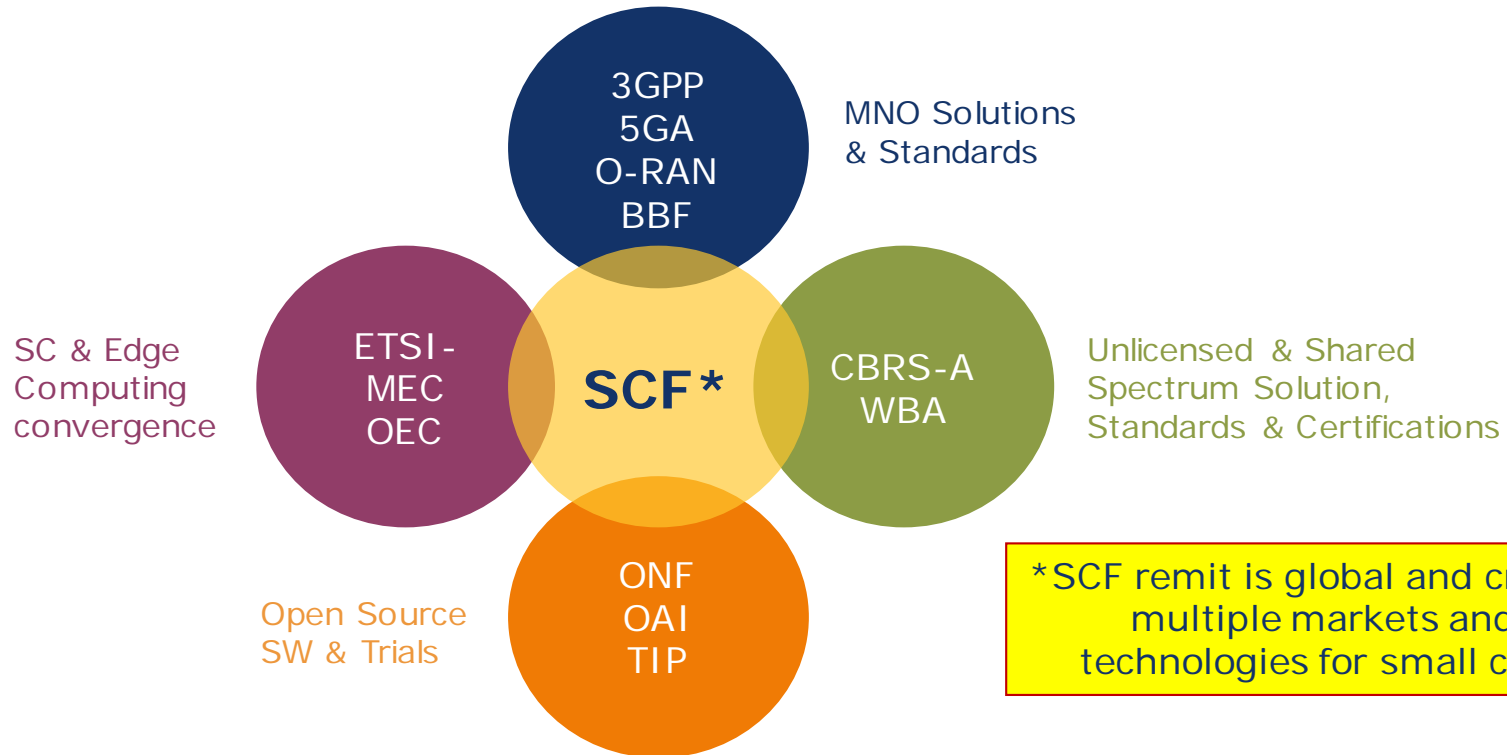 3GPP
5GA
O-RAN
BBF
MNO Solutions
& Standards
SC & Edge
Computing
convergence
ETSI-
MEC
OEC
SCF*
CBRS-A
WBA
Unlicensed & Shared
Spectrum Solution,
Standards & Certifications
Open Source
SW & Trials
ONF
OAI
TIP
*SCF remit is global and
multiple markets and
technologies for small